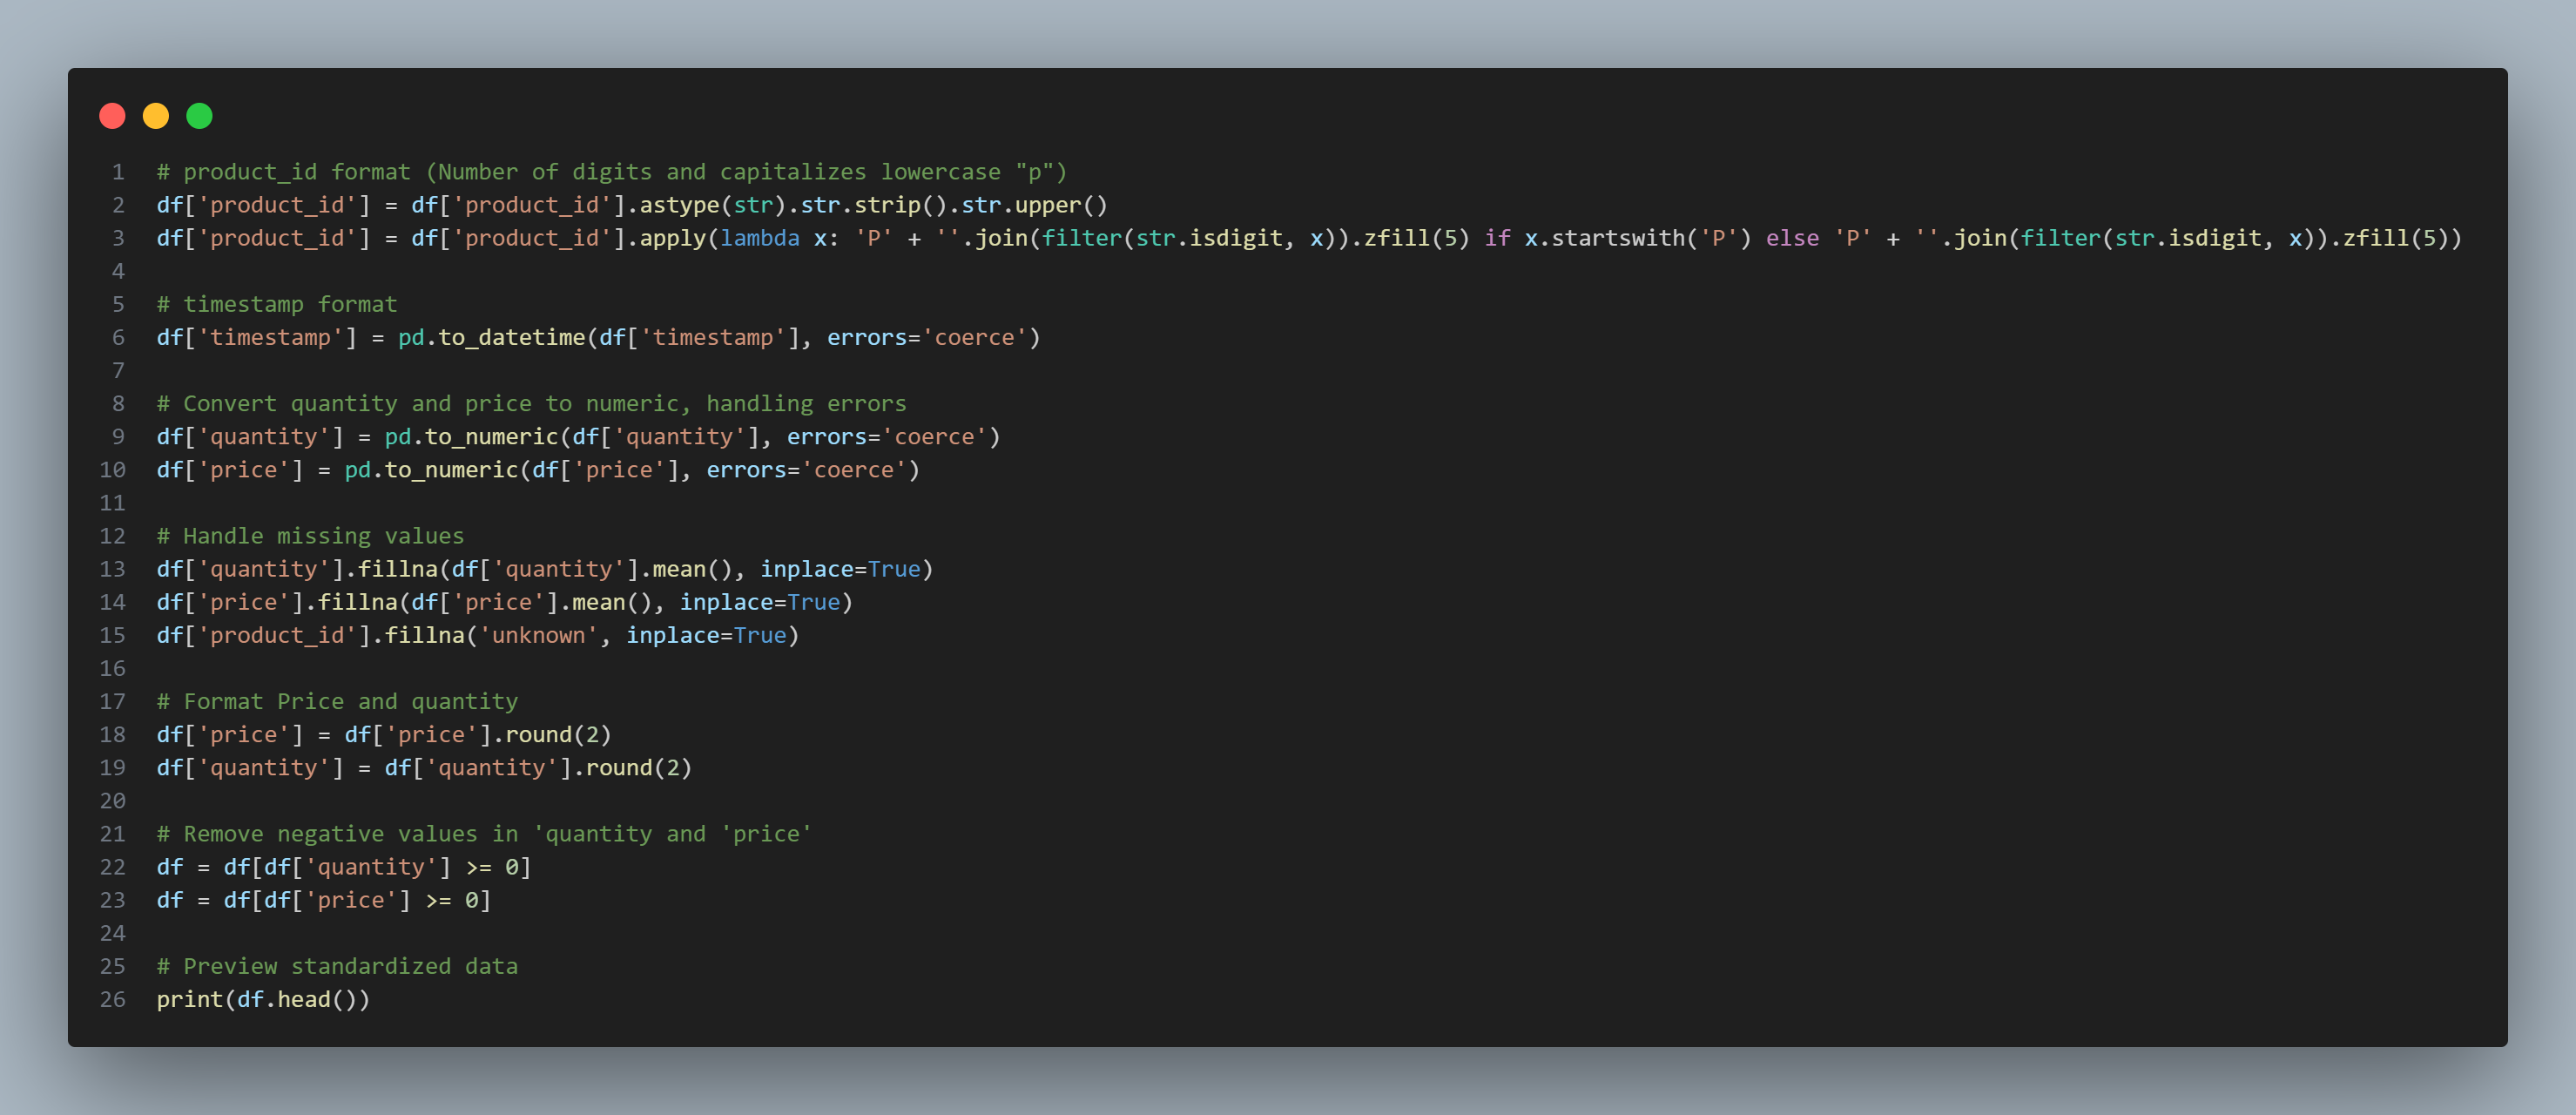 1 # product_id format (Number of digits and capitalizes lowercase "p")
2 df['product_id'] = df['product_id'].astype(str).str.strip().str.upper()
3 df['product_id'] = df['product_id'].apply(lambda x: 'P' + ''.join(filter(str.isdigit, x)).zfill(5) if x.startswith('P') else 'P' + ''.join(filter(str.isdigit, x)).zfill(5))
4
5 # timestamp format
6 df['timestamp'] = pd.to_datetime(df['timestamp'], errors='coerce')
7
8 # Convert quantity and price to numeric, handling errors
9 df['quantity'] = pd.to_numeric(df['quantity'], errors='coerce')
10 df['price'] = pd.to_numeric(df['price'], errors='coerce')
11
12 # Handle missing values
13 df['quantity'].fillna(df['quantity'].mean(), inplace=True)
14 df['price'].fillna(df['price'].mean(), inplace=True)
15 df['product_id'].fillna('unknown', inplace=True)
16
17 # Format Price and quantity
18 df['price'] = df['price'].round(2)
19 df['quantity'] = df['quantity'].round(2)
20
21 # Remove negative values in 'quantity and 'price'
22 df = df[df['quantity'] >= 0]
23 df = df[df['price'] >= 0]
24
25 # Preview standardized data
26 print(df.head())